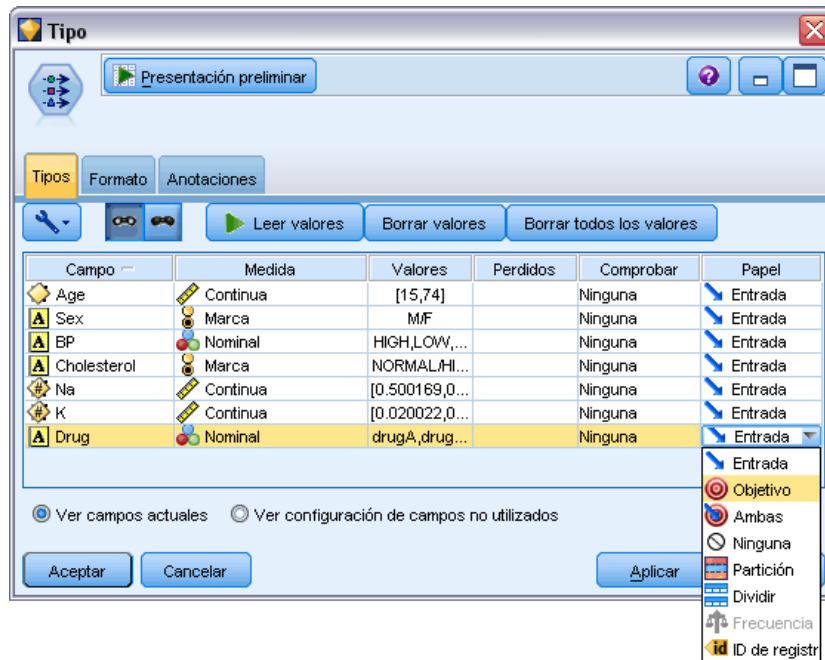 Tipo
Presentación preliminar
Tipos Formato Anotaciones
Leer valores Borrar valores Borrar todos los valores
Campo Medida Valores Perdidos Comprobar Papel
Age Continua [15,74] Ninguna Entrada
A Sex Marca M/F Ninguna Entrada
A BP Nominal HIGH,LOW,... Ninguna Entrada
A Cholesterol Marca NORMAL/HI... Ninguna Entrada
# Na Continua [0.500169,0... Ninguna Entrada
# K Continua [0.020022,0... Ninguna Entrada
A Drug Nominal drugA,drug... Ninguna Entrada
Entrada
Objetivo
Ambas
Ninguna
Partición
Dividir
Frecuencia
id ID de registr
Ver campos actuales Ver configuración de campos no utilizados
Aceptar Cancelar Aplicar